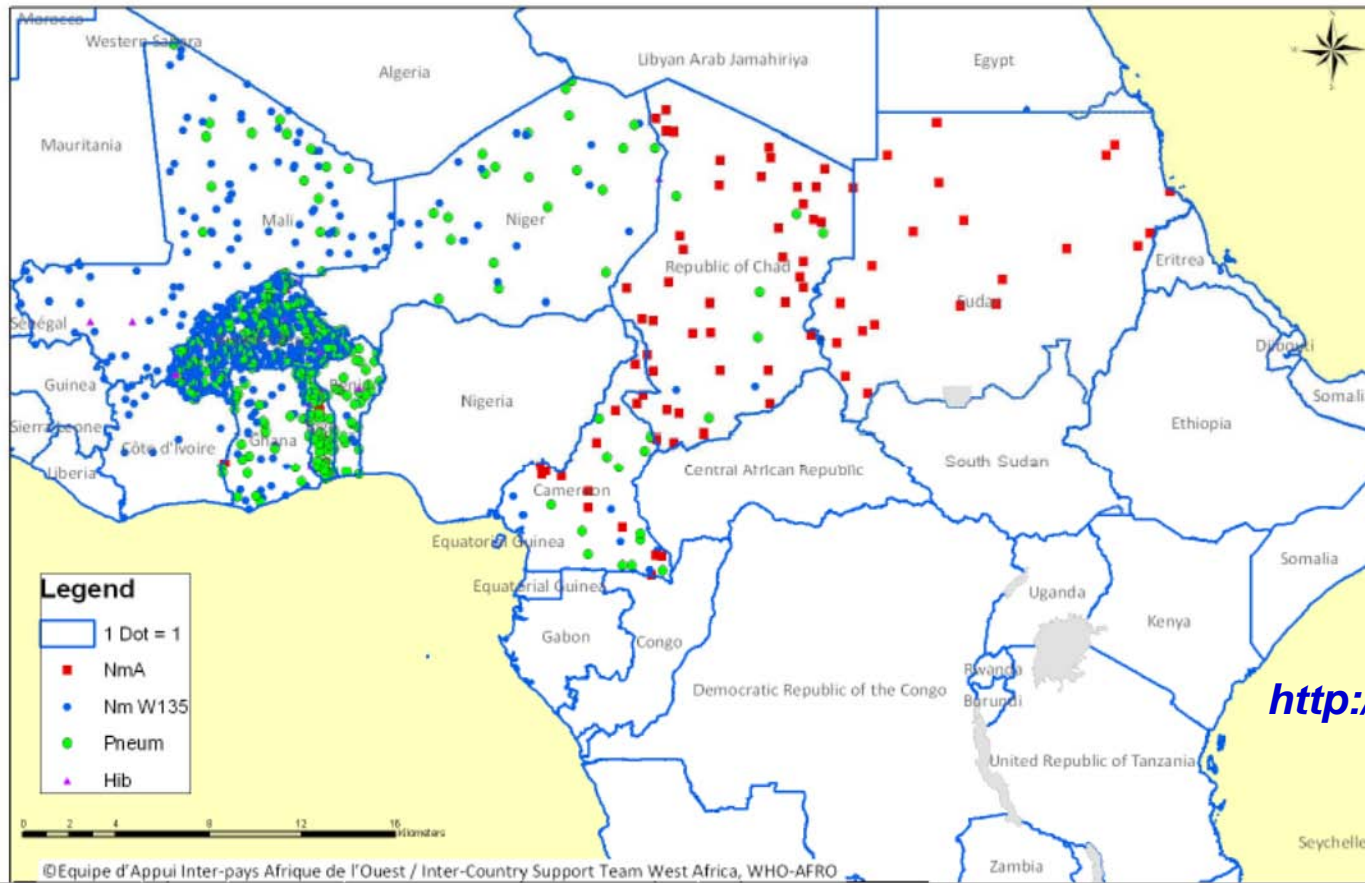 Morocco
Western Sahara
Algeria
Libyan Arab Jamahiriya
Egypt
Mauritania
Mali
Niger
Republic of Chad
Sudan
Eritrea
Sénégal
Djibouti
Guinea
Benin
Nigeria
Somalia
Sierra Leone
Côte d'Ivoire
Ghana
Ethiopia
Liberia
Central African Republic
South Sudan
Cameroon
Equatorial Guinea
Somalia
Equatorial Guinea
Uganda
Gabon
Congo
Kenya
Rwanda
Democratic Republic of the Congo
Burundi
http:/
United Republic of Tanzania
Seychelle
Zambia
Legend
1 Dot = 1
NmA
Nm W135
Pneum
Hib
0 2 4 8 12 16
Kilometers
©Equipe d'Appui Inter-pays Afrique de l'Ouest / Inter-Country Support Team West Africa, WHO-AFRO